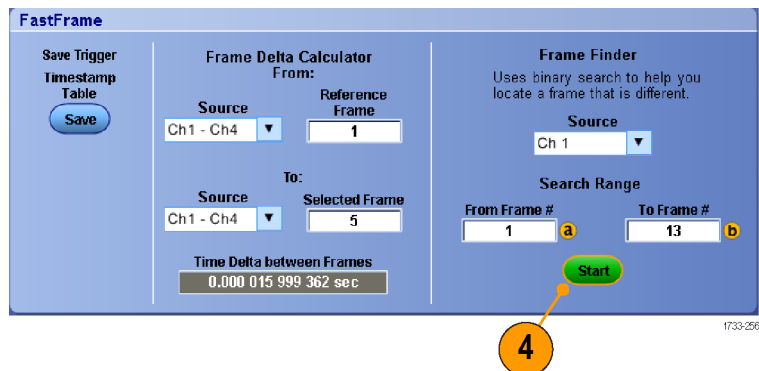 FastFrame
Save Trigger
Timestamp
Table
Save
Frame Delta Calculator
From:
Source
Reference
Frame
Ch1 - Ch4
1
To:
Source
Selected Frame
Ch1 - Ch4
5
Time Delta between Frames
0.000 015 999 362 sec
Frame Finder
Uses binary search to help you
locate a frame that is different.
Source
Ch 1
Search Range
From Frame #
To Frame #
1
a
13
b
Start
4
1733-256